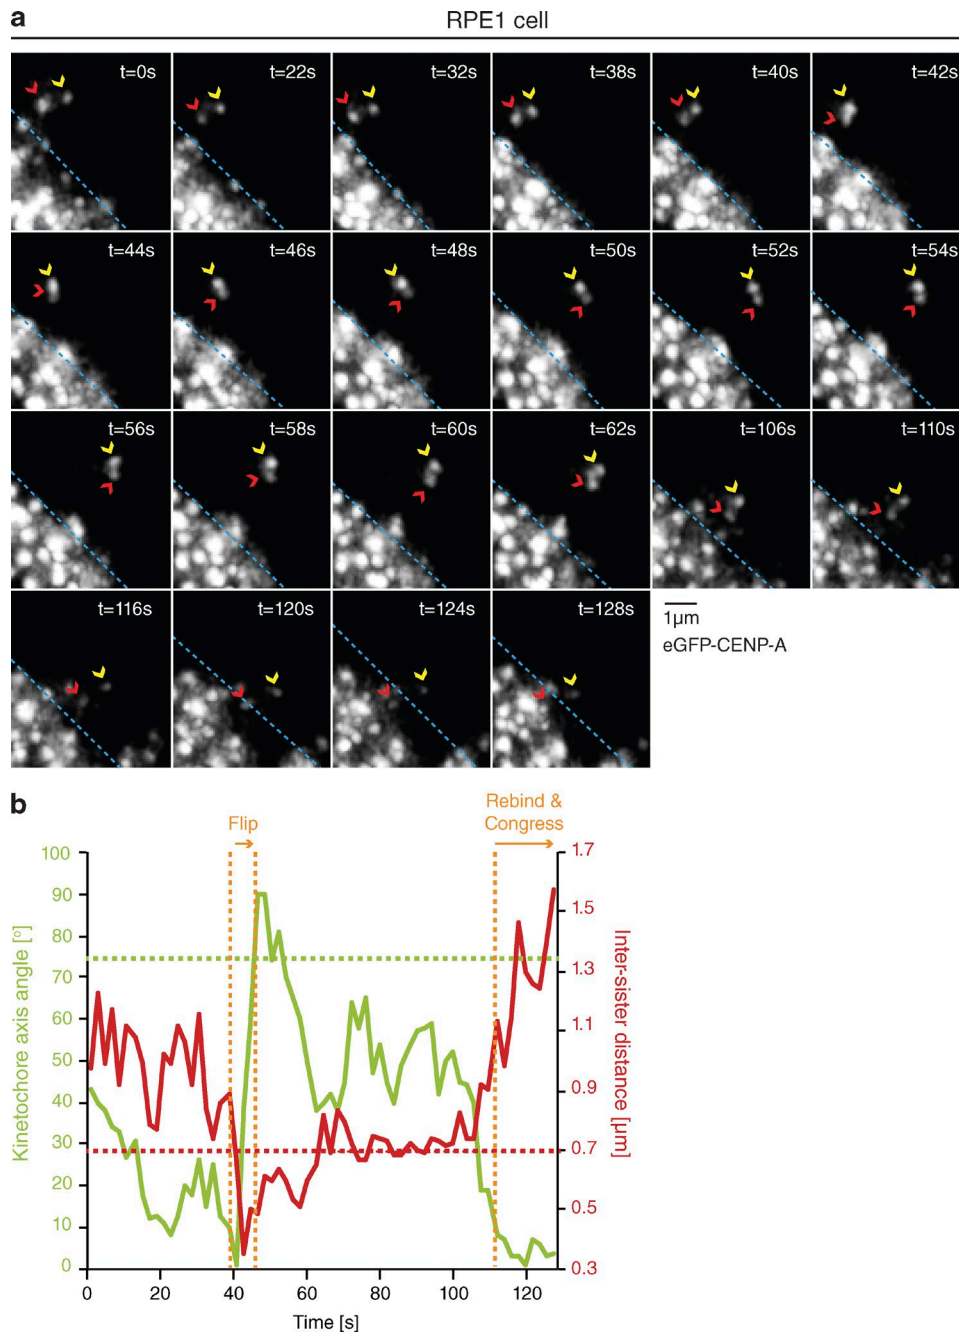 a
RPE1 cell
t=0s
t=22s
t=32s
t=38s
t=40s
t=42s
t=44s
t=46s
t=48s
t=50s
t=52s
t=54s
t=56s
t=58s
t=60s
t=62s
t=106s
t=110s
t=116s
t=120s
t=124s
t=128s
1µm
eGFP-CENP-A
b
Flip
Rebind &
Congress
Kinetochore axis angle [°]
100
90
80
70
60
50
40
30
20
10
0
1.7
1.5
1.3
1.1
0.9
0.7
0.5
0.3
Inter-sister distance [µm]
0
20
40
60
80
100
120
Time [s]